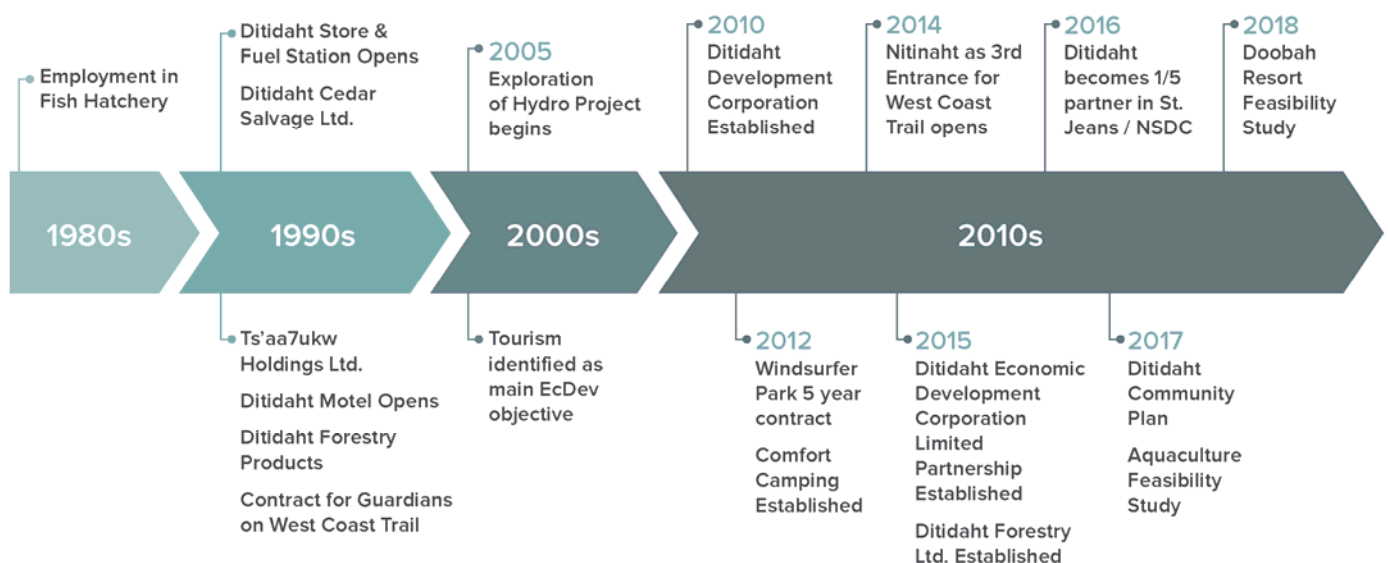 Employment in
Fish Hatchery
Ditidaht Store &
Fuel Station Opens
Ditidaht Cedar
Salvage Ltd.
2005
Exploration
of Hydro Project
begins
2010
Ditidaht
Development
Corporation
Established
2014
Nitinaht as 3rd
Entrance for
West Coast
Trail opens
2016
Ditidaht
becomes 1/5
partner in St.
Jeans / NSDC
2018
Doobah
Resort
Feasibility
Study
1980s
1990s
2000s
2010s
Ts'aa7ukw
Holdings Ltd.
Ditidaht Motel Opens
Ditidaht Forestry
Products
Contract for Guardians
on West Coast Trail
Tourism
identified as
main EcDev
objective
2012
Windsurfer
Park 5 year
contract
Comfort
Camping
Established
2015
Ditidaht Economic
Development
Corporation
Limited
Partnership
Established
Ditidaht Forestry
Ltd. Established
2017
Ditidaht
Community
Plan
Aquaculture
Feasibility
Study